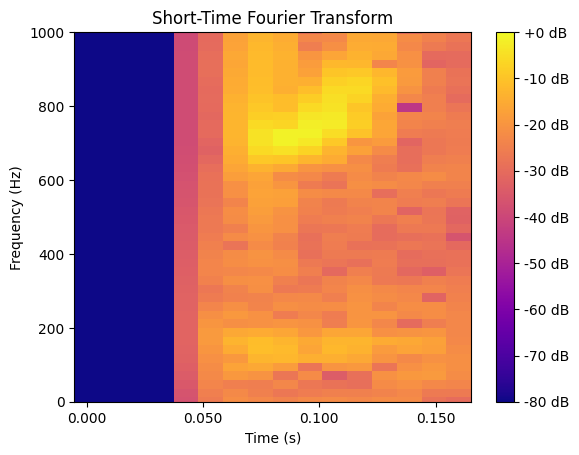 Short-Time Fourier Transform
1000
800
600
400
200
0
Frequency (Hz)
0.000
0.050
0.100
0.150
Time (s)
+0 dB
-10 dB
-20 dB
-30 dB
-40 dB
-50 dB
-60 dB
-70 dB
-80 dB